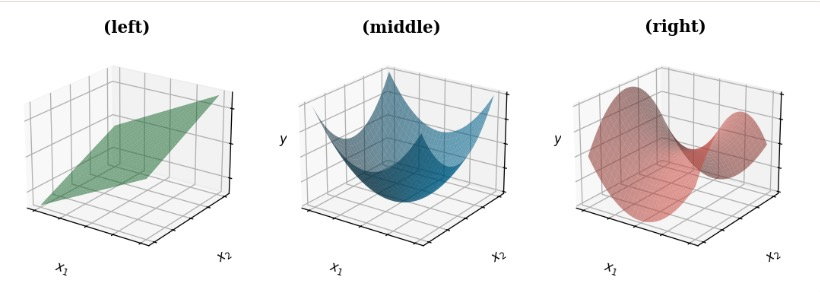 (left) (middle) (right)
y y
x₁ x₂ x₁ x₂ x₁ x₂